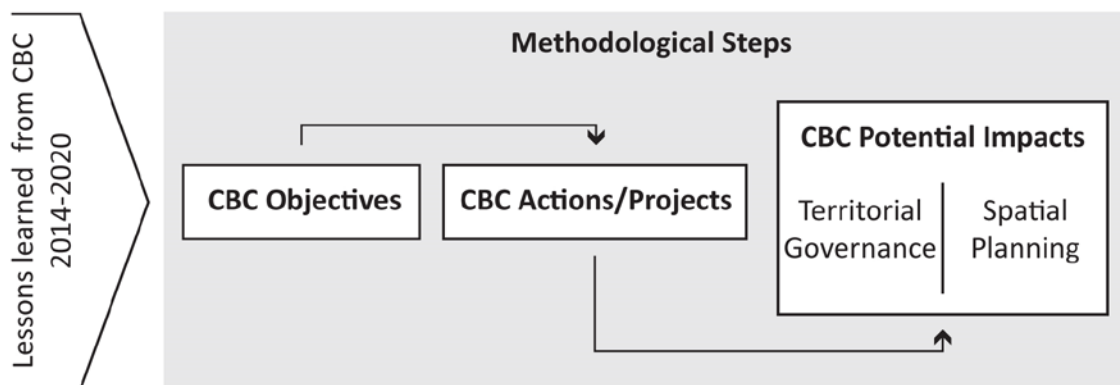 Lessons learned from CBC
2014-2020
Methodological Steps
CBC Objectives
CBC Actions/Projects
CBC Potential Impacts
Territorial
Governance
Spatial
Planning